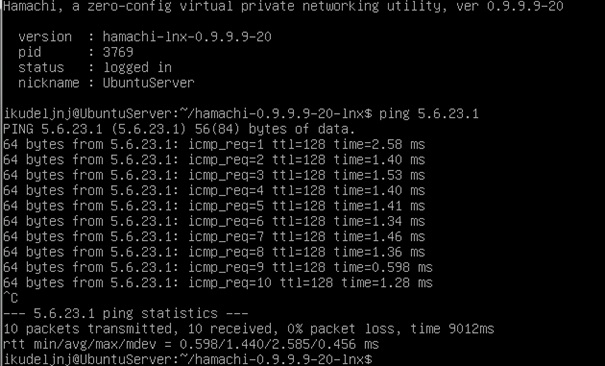 Hamachi, a zero-config virtual private networking utility, ver 0.9.9.9-20
version : hamachi-lnx-0.9.9.9-20
pid : 3769
status : logged in
nickname : UbuntuServer
ikudeljnj@UbuntuServer:~/hamachi-0.9.9.9-20-lnx$ ping 5.6.23.1
PING 5.6.23.1 (5.6.23.1) 56(84) bytes of data.
64 bytes from 5.6.23.1: icmp_req=1 ttl=128 time=2.58 ms
64 bytes from 5.6.23.1: icmp_req=2 ttl=128 time=1.40 ms
64 bytes from 5.6.23.1: icmp_req=3 ttl=128 time=1.53 ms
64 bytes from 5.6.23.1: icmp_req=4 ttl=128 time=1.40 ms
64 bytes from 5.6.23.1: icmp_req=5 ttl=128 time=1.41 ms
64 bytes from 5.6.23.1: icmp_req=6 ttl=128 time=1.34 ms
64 bytes from 5.6.23.1: icmp_req=7 ttl=128 time=1.46 ms
64 bytes from 5.6.23.1: icmp_req=8 ttl=128 time=1.36 ms
64 bytes from 5.6.23.1: icmp_req=9 ttl=128 time=0.598 ms
64 bytes from 5.6.23.1: icmp_req=10 ttl=128 time=1.28 ms
^C
--- 5.6.23.1 ping statistics ---
10 packets transmitted, 10 received, 0% packet loss, time 9012ms
rtt min/avg/max/mdev = 0.598/1.440/2.585/0.456 ms
ikudeljnj@UbuntuServer:~/hamachi-0.9.9.9-20-lnx$